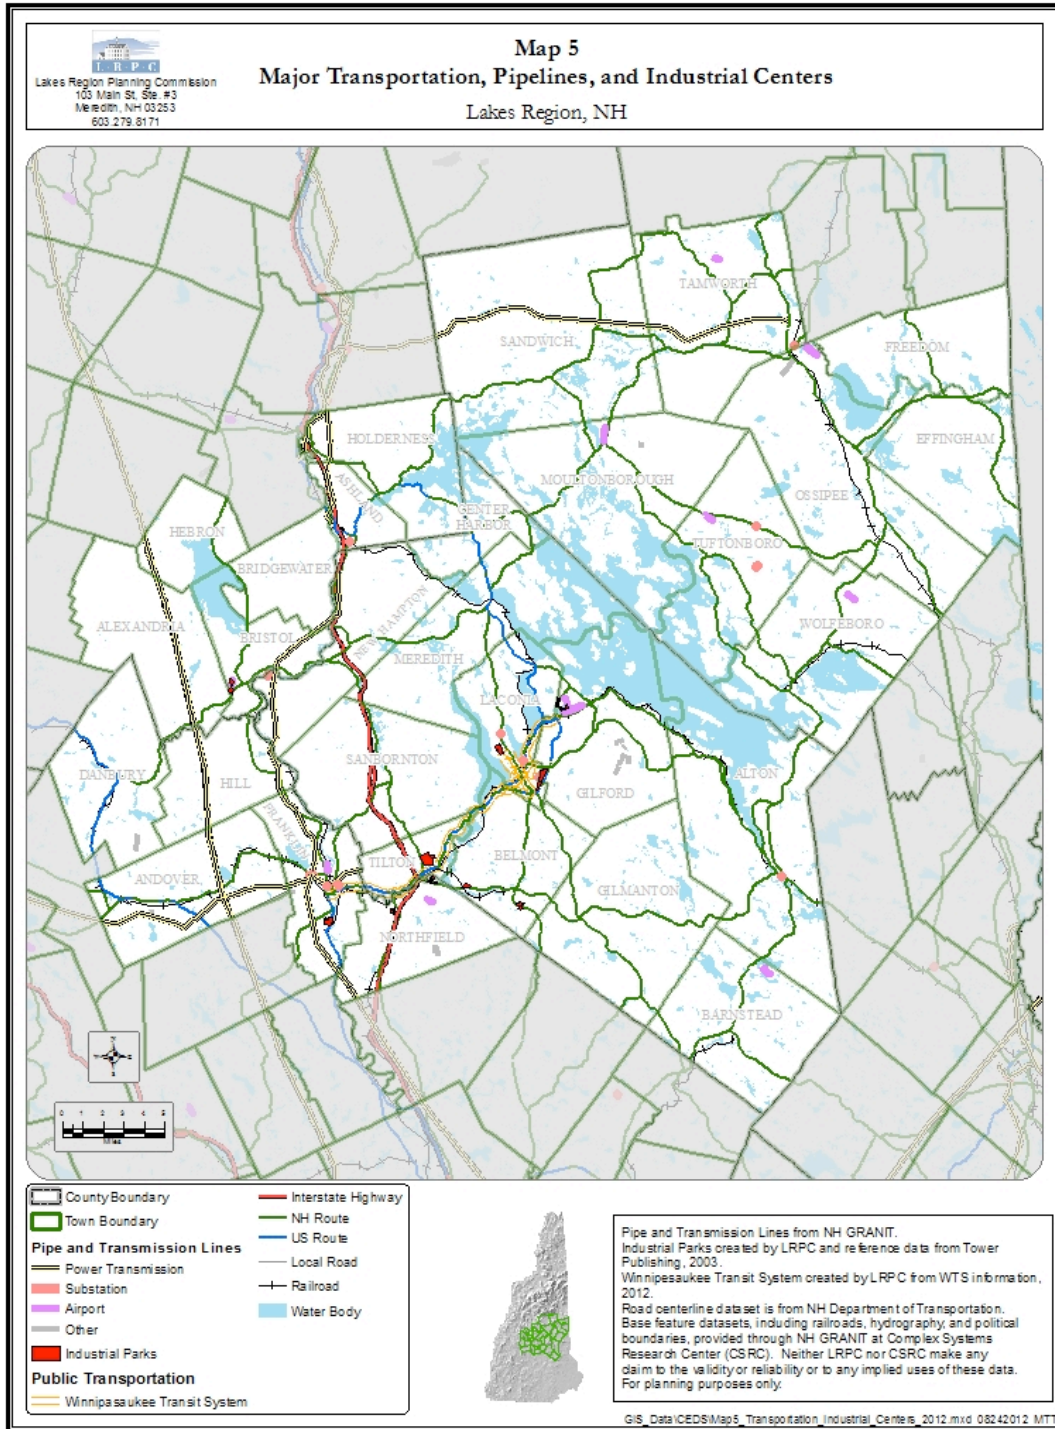 L·R·P·C
Lakes Region Planning Commission
103 Main St, Ste. #3
Meredith, NH 03253
603.279.8171
Map 5
Major Transportation, Pipelines, and Industrial Centers
Lakes Region, NH
TAMWORTH
SANDWICH
FREEDOM
HOLDERNESS
EFFINGHAM
ASHLAND
MOULTONBOROUGH
OSSIPEE
CENTER
HARBOR
HEBRON
TUFTONBORO
BRIDGEWATER
NEW HAMPTON
ALEXANDRIA
BRISTOL
WOLFEBORO
MEREDITH
LACONIA
SANBORNTON
DANBURY
HILL
ALTON
GILFORD
FRANKLIN
TILTON
BELMONT
ANDOVER
GILMANTON
NORTHFIELD
BARNSTEAD
N
W E
S
0 1 2 3 4 5
Miles
County Boundary
Town Boundary
Pipe and Transmission Lines
Power Transmission
Substation
Airport
Other
Industrial Parks
Public Transportation
Winnipasaukee Transit System
Interstate Highway
NH Route
US Route
Local Road
Railroad
Water Body
Pipe and Transmission Lines from NH GRANIT.
Industrial Parks created by LRPC and reference data from Tower
Publishing, 2003.
Winnipesaukee Transit System created by LRPC from WTS information,
2012.
Road centerline dataset is from NH Department of Transportation.
Base feature datasets, including railroads, hydrography, and political
boundaries, provided through NH GRANIT at Complex Systems
Research Center (CSRC). Neither LRPC nor CSRC make any
claim to the validity or reliability or to any implied uses of these data.
For planning purposes only.
GIS_Data\CEDS\Map5_Transportation_Industrial_Centers_2012.mxd 08242012 MTT